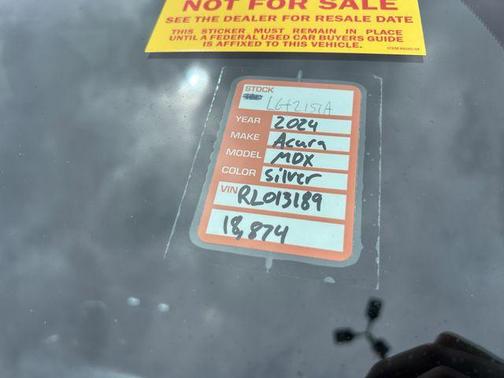 NOT FOR SALE
SEE THE DEALER FOR RESALE DATE
THIS STICKER MUST REMAIN IN PLACE
UNTIL A FEDERAL USED CAR BUYERS GUIDE
IS AFFIXED TO THIS VEHICLE.
STOCK
YEAR 2024
MAKE Acura
MODEL MDX
COLOR Silver
VIN RL013189
18,874